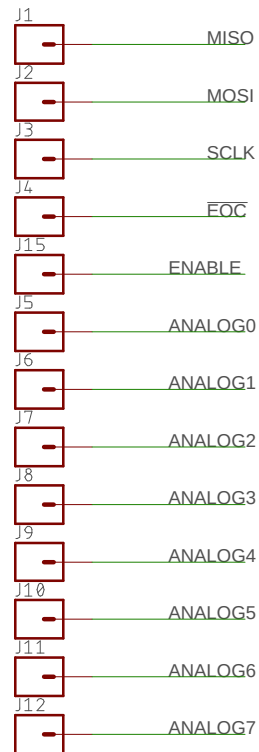 J1
MISO
J2
MOSI
J3
SCLK
J4
E̅O̅C̅
J15
ENABLE
J5
ANALOG0
J6
ANALOG1
J7
ANALOG2
J8
ANALOG3
J9
ANALOG4
J10
ANALOG5
J11
ANALOG6
J12
ANALOG7